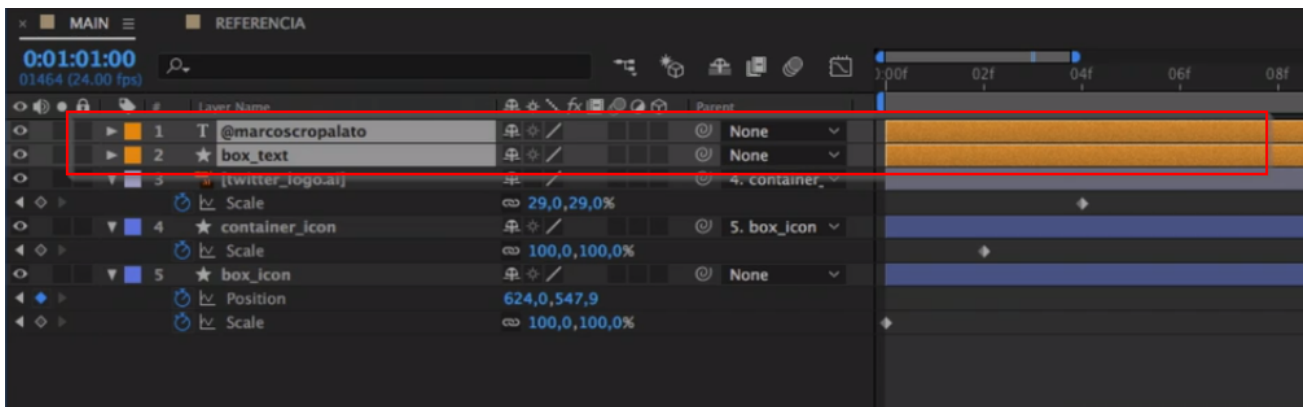 × MAIN ≡ REFERENCIA
0:01:01:00
01464 (24.00 fps)
):00f 02f 04f 06f 08f
# Layer Name fx Parent
1 T @marcoscropalato None
2 ★ box_text None
3 [twitter_logo.ai] 4. container_
Scale 29,0,29,0%
4 ★ container_icon 5. box_icon
Scale 100,0,100,0%
5 ★ box_icon None
Position 624,0,547,9
Scale 100,0,100,0%